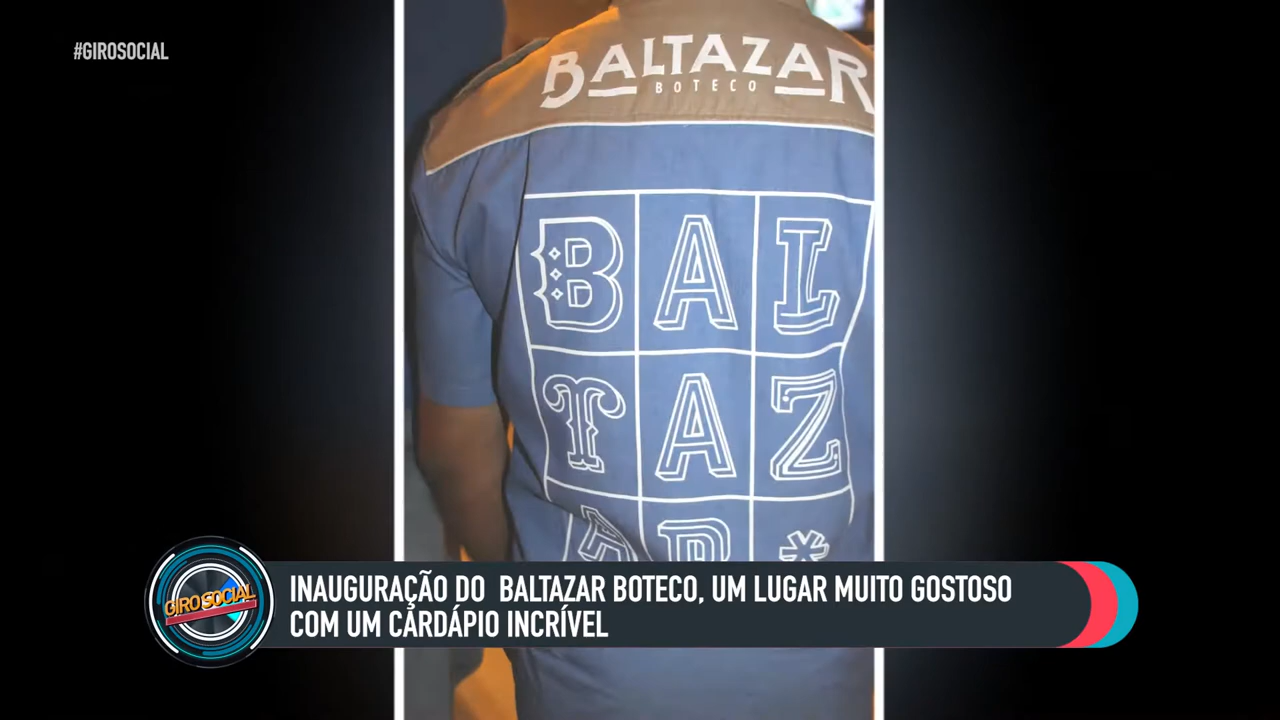 #GIROSOCIAL
BALTAZAR
BOTECO
BAL
TAZ
AR*
GIRO SOCIAL
INAUGURAÇÃO DO BALTAZAR BOTECO, UM LUGAR MUITO GOSTOSO
COM UM CARDÁPIO INCRÍVEL